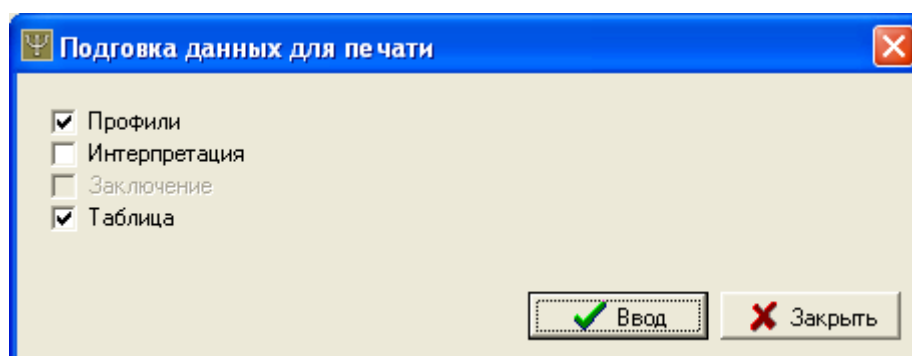 Подговка данных для печати
Профили
Интерпретация
Заключение
Таблица
Ввод Закрыть